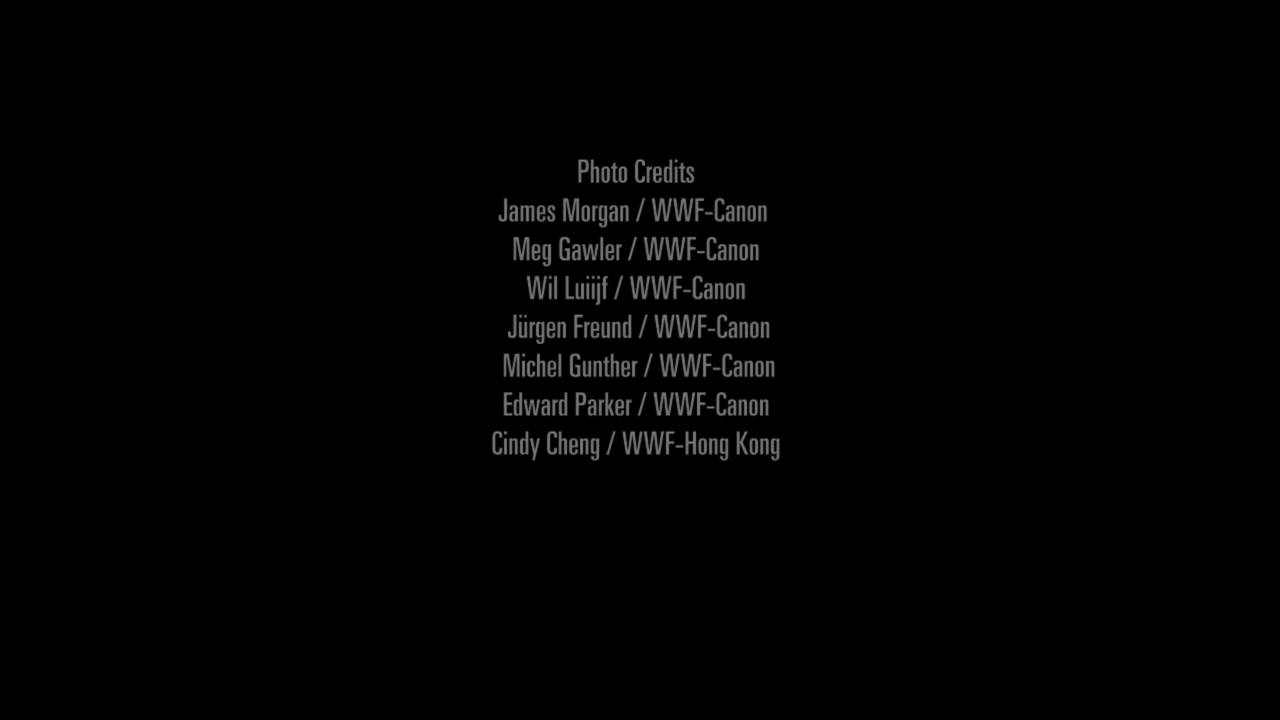 Photo Credits
James Morgan / WWF-Canon
Meg Gawler / WWF-Canon
Wil Luiijf / WWF-Canon
Jürgen Freund / WWF-Canon
Michel Gunther / WWF-Canon
Edward Parker / WWF-Canon
Cindy Cheng / WWF-Hong Kong